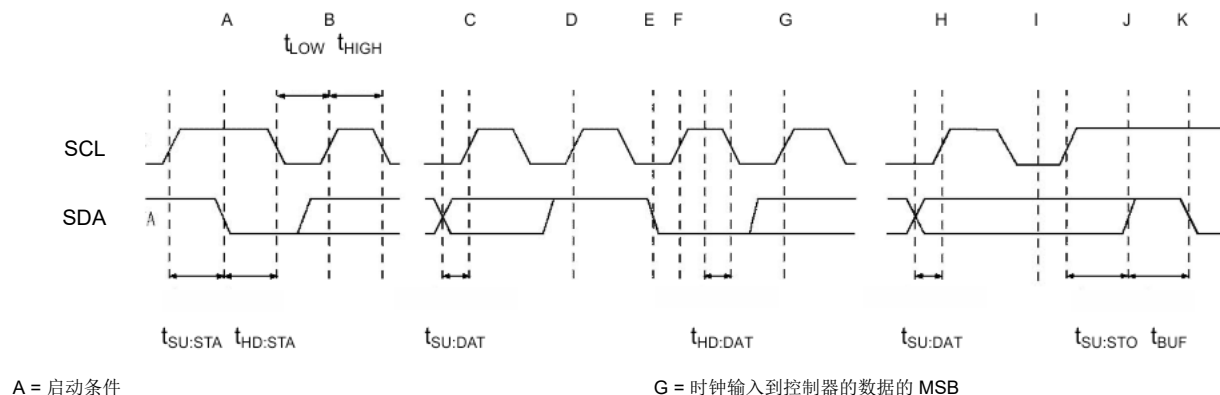 A B C D E F G H I J K
tLOW tHIGH
SCL
SDA
A
tSU:STA tHD:STA tSU:DAT tHD:DAT tSU:DAT tSU:STO tBUF
A = 启动条件 G = 时钟输入到控制器的数据的 MSB